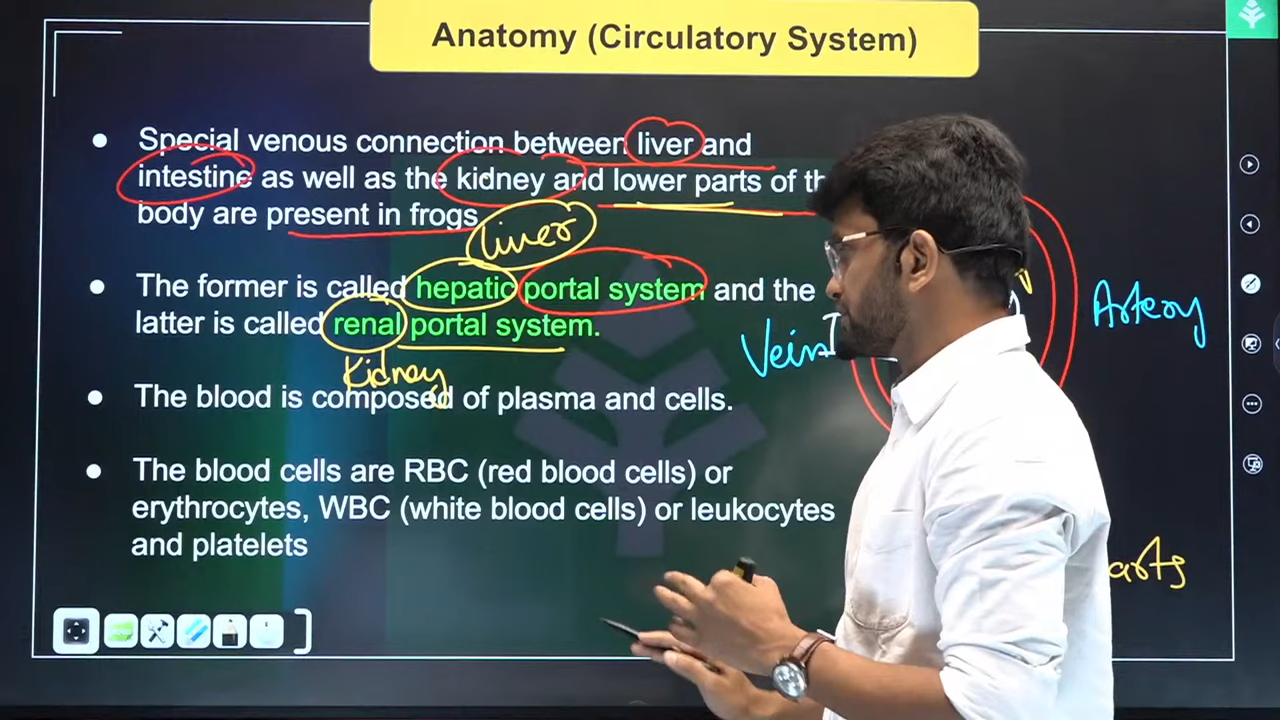 Anatomy (Circulatory System)
• Special venous connection between liver and
intestine as well as the kidney and lower parts of
body are present in frogs
liver
• The former is called hepatic portal system and the
latter is called renal portal system.
kidney
• The blood is composed of plasma and cells.
• The blood cells are RBC (red blood cells) or
erythrocytes, WBC (white blood cells) or leukocytes
and platelets
Vein
Artery